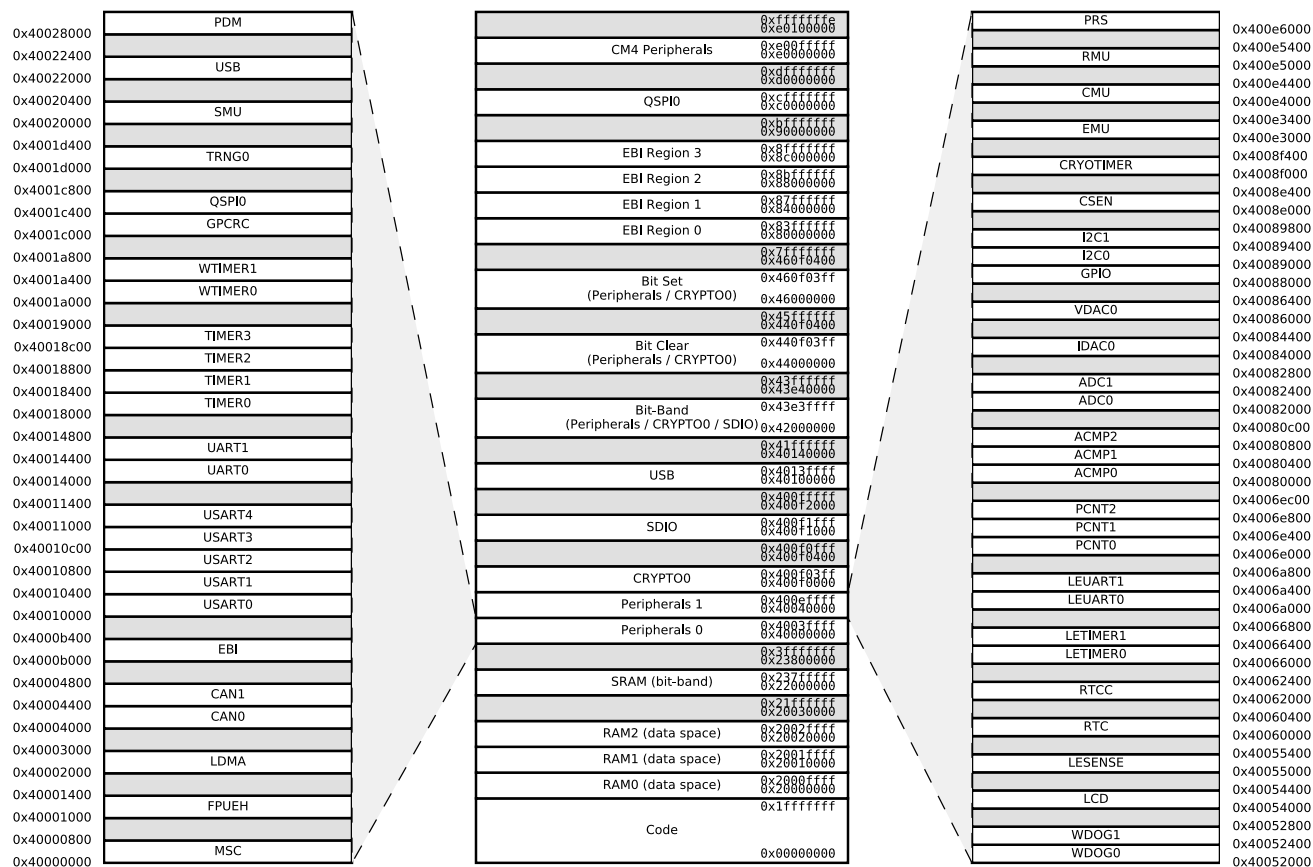 PDM
0x40028000
0x40022400
USB
0x40022000
0x40020400
SMU
0x40020000
0x4001d400
TRNG0
0x4001d000
0x4001c800
QSPI0
0x4001c400
GPCRC
0x4001c000
0x4001a800
WTIMER1
0x4001a400
WTIMER0
0x4001a000
0x40019000
TIMER3
0x40018c00
TIMER2
0x40018800
TIMER1
0x40018400
TIMER0
0x40018000
0x40014800
UART1
0x40014400
UART0
0x40014000
0x40011400
USART4
0x40011000
USART3
0x40010c00
USART2
0x40010800
USART1
0x40010400
USART0
0x40010000
0x4000b400
EBI
0x4000b000
0x40004800
CAN1
0x40004400
CAN0
0x40004000
0x40003000
LDMA
0x40002000
0x40001400
FPUEH
0x40001000
0x40000800
MSC
0x40000000
0xfffffffe
0xe0100000
CM4 Peripherals
0xe00fffff
0xe0000000
0xdfffffff
0xd0000000
QSPI0
0xcfffffff
0xc0000000
0xbfffffff
0x90000000
EBI Region 3
0x8fffffff
0x8c000000
EBI Region 2
0x8bffffff
0x88000000
EBI Region 1
0x87ffffff
0x84000000
EBI Region 0
0x83ffffff
0x80000000
0x7fffffff
0x460f0400
Bit Set
(Peripherals / CRYPTO0)
0x460f03ff
0x46000000
0x45ffffff
0x440f0400
Bit Clear
(Peripherals / CRYPTO0)
0x440f03ff
0x44000000
0x43ffffff
0x43e40000
Bit-Band
(Peripherals / CRYPTO0 / SDIO)
0x43e3ffff
0x42000000
0x41ffffff
0x40140000
USB
0x4013ffff
0x40100000
0x400fffff
0x400f2000
SDIO
0x400f1fff
0x400f1000
0x400f0fff
0x400f0400
CRYPTO0
0x400f03ff
0x400f0000
Peripherals 1
0x400effff
0x40040000
Peripherals 0
0x4003ffff
0x40000000
0x3fffffff
0x23800000
SRAM (bit-band)
0x237fffff
0x22000000
0x21ffffff
0x20030000
RAM2 (data space)
0x2002ffff
0x20020000
RAM1 (data space)
0x2001ffff
0x20010000
RAM0 (data space)
0x2000ffff
0x20000000
0x1fffffff
Code
0x00000000
PRS
0x400e6000
0x400e5400
RMU
0x400e5000
0x400e4400
CMU
0x400e4000
0x400e3400
EMU
0x400e3000
0x4008f400
CRYOTIMER
0x4008f000
0x4008e400
CSEN
0x4008e000
0x40089800
I2C1
0x40089400
I2C0
0x40089000
GPIO
0x40088000
0x40086400
VDAC0
0x40086000
0x40084400
IDAC0
0x40084000
0x40082800
ADC1
0x40082400
ADC0
0x40082000
0x40080c00
ACMP2
0x40080800
ACMP1
0x40080400
ACMP0
0x40080000
0x4006ec00
PCNT2
0x4006e800
PCNT1
0x4006e400
PCNT0
0x4006e000
0x4006a800
LEUART1
0x4006a400
LEUART0
0x4006a000
0x40066800
LETIMER1
0x40066400
LETIMER0
0x40066000
0x40062400
RTCC
0x40062000
0x40060400
RTC
0x40060000
0x40055400
LESENSE
0x40055000
0x40054400
LCD
0x40054000
0x40052800
WDOG1
0x40052400
WDOG0
0x40052000